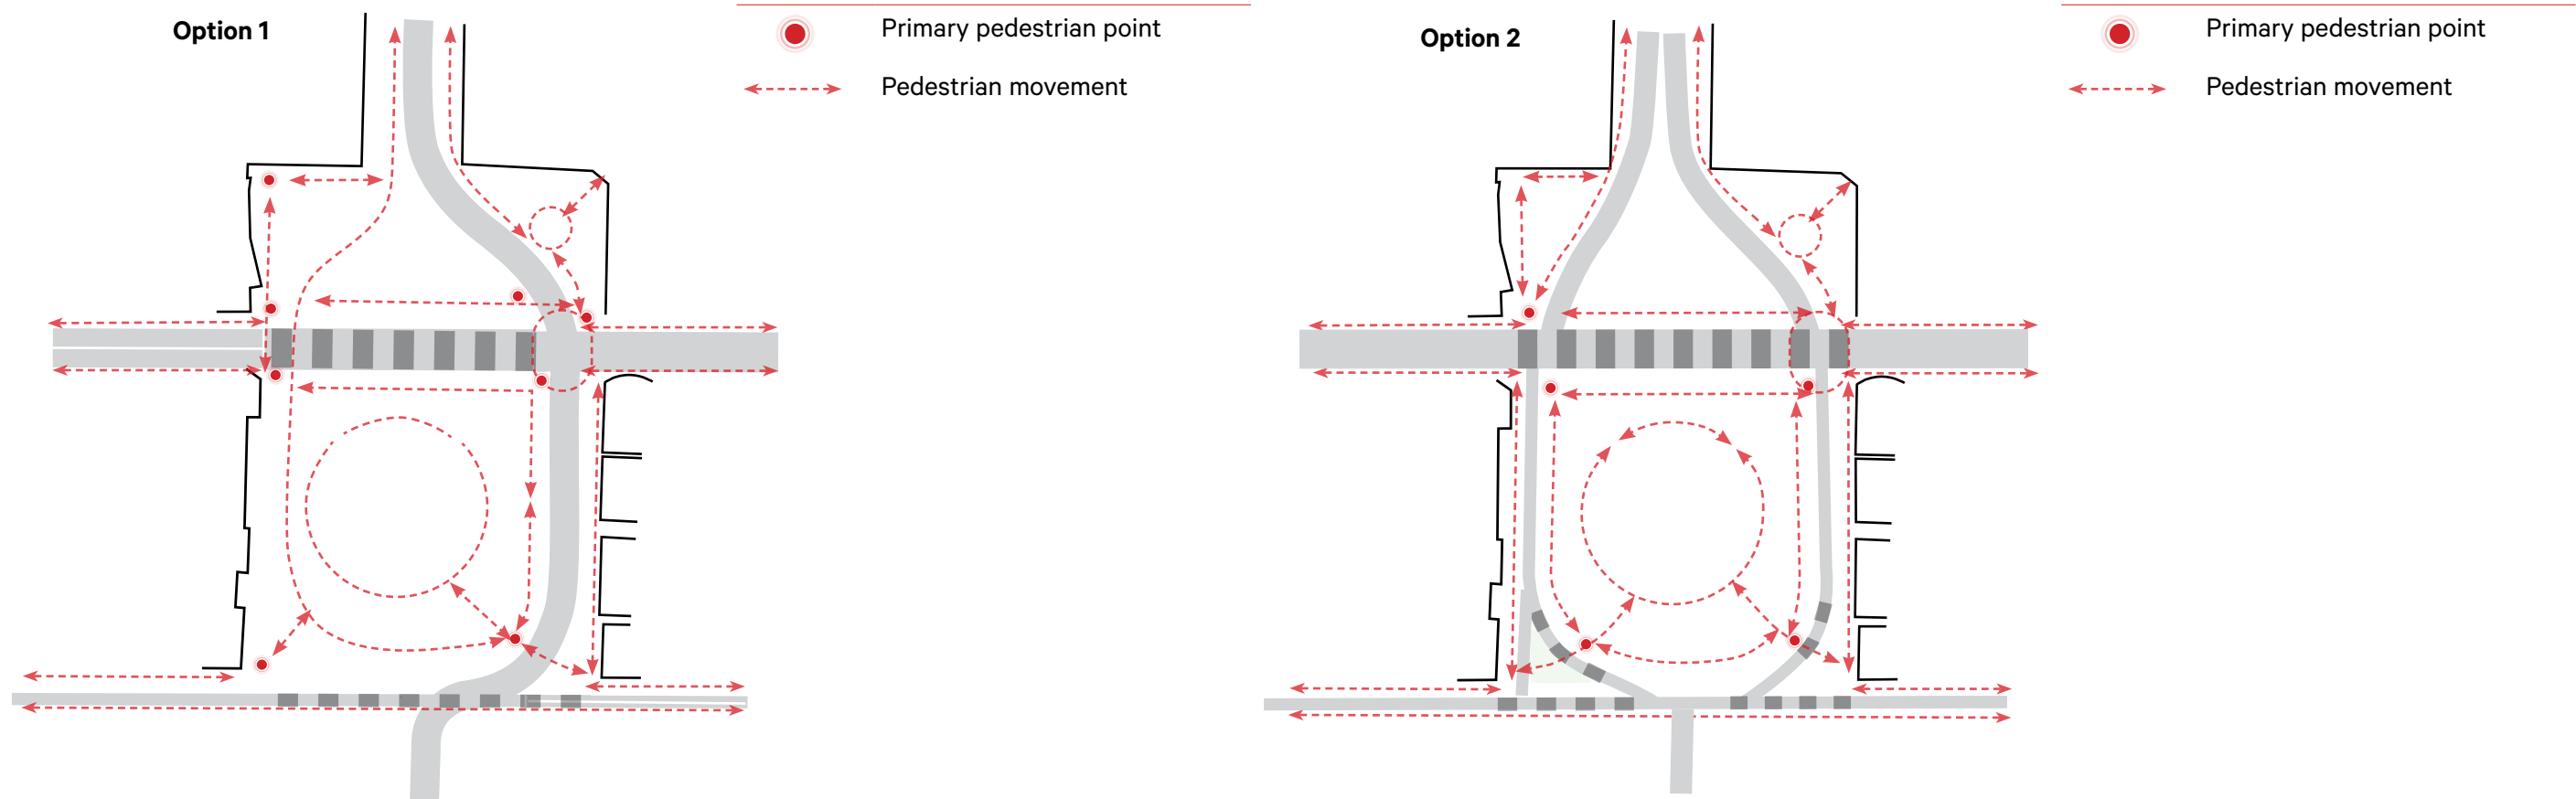 Option 1
Primary pedestrian point
Pedestrian movement
Option 2
Primary pedestrian point
Pedestrian movement